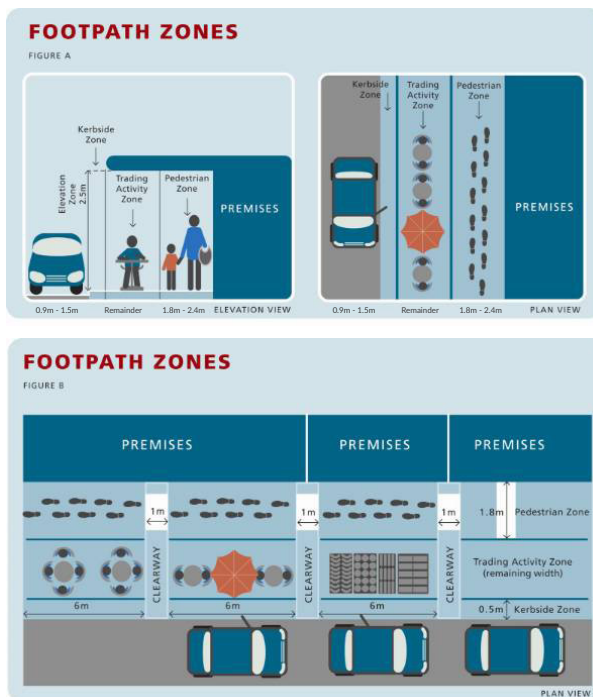 FOOTPATH ZONES
FIGURE A
Kerbside
Zone
Elevation
Zone
2.5m
Trading
Activity
Zone
Pedestrian
Zone
PREMISES
0.9m - 1.5m
Remainder
1.8m - 2.4m
ELEVATION VIEW
Kerbside
Zone
Trading
Activity
Zone
Pedestrian
Zone
PREMISES
0.9m - 1.5m
Remainder
1.8m - 2.4m
PLAN VIEW
FOOTPATH ZONES
FIGURE B
PREMISES
PREMISES
PREMISES
1m
1m
1m
1.8m
Pedestrian Zone
CLEARWAY
CLEARWAY
CLEARWAY
Trading Activity Zone
(remaining width)
6m
6m
6m
0.5m
Kerbside Zone
PLAN VIEW